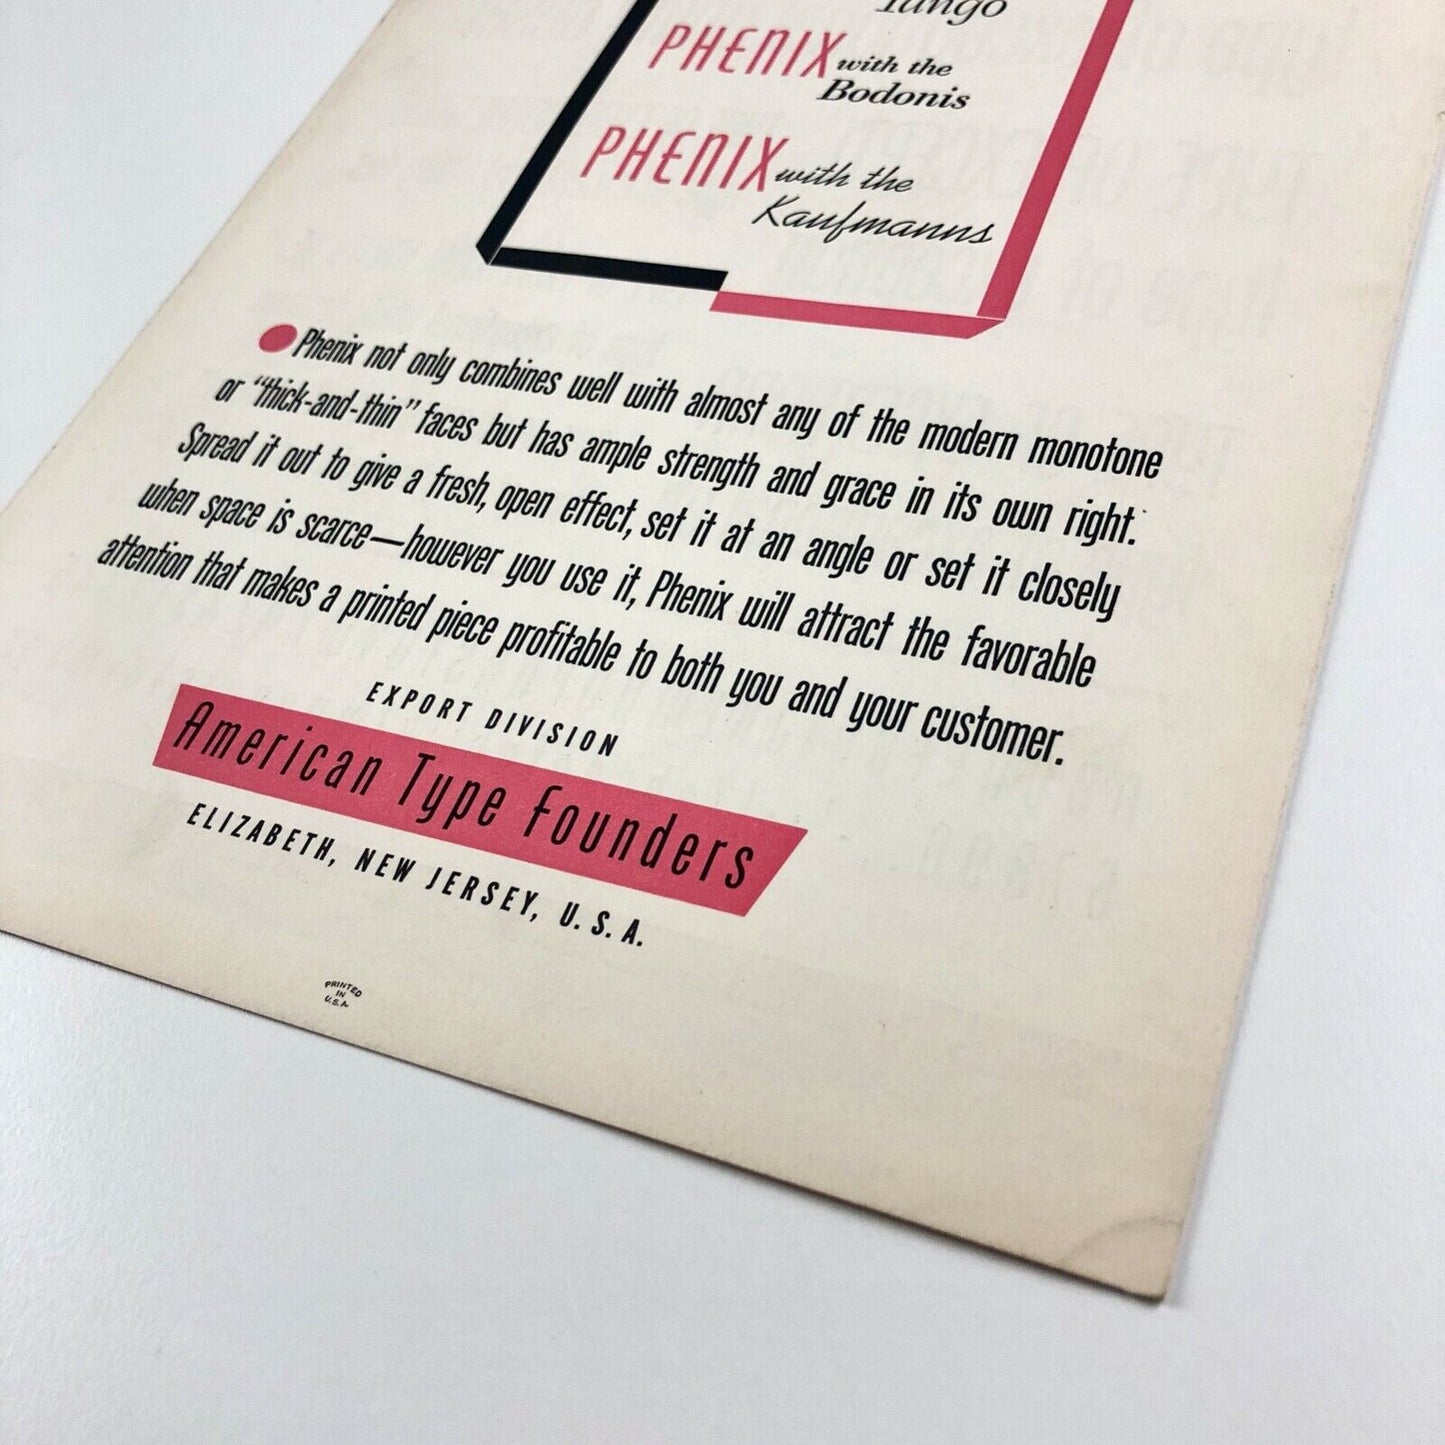 Tango
PHENIX with the
Bodonis
PHENIX with the
Kaufmanns
Phenix not only combines well with almost any of the modern monotone
or "thick-and-thin" faces but has ample strength and grace in its own right.
Spread it out to give a fresh, open effect, set it at an angle or set it closely
when space is scarce—however you use it, Phenix will attract the favorable
attention that makes a printed piece profitable to both you and your customer.
EXPORT DIVISION
American Type Founders
ELIZABETH, NEW JERSEY, U. S. A.
PRINTED
IN
U.S.A.